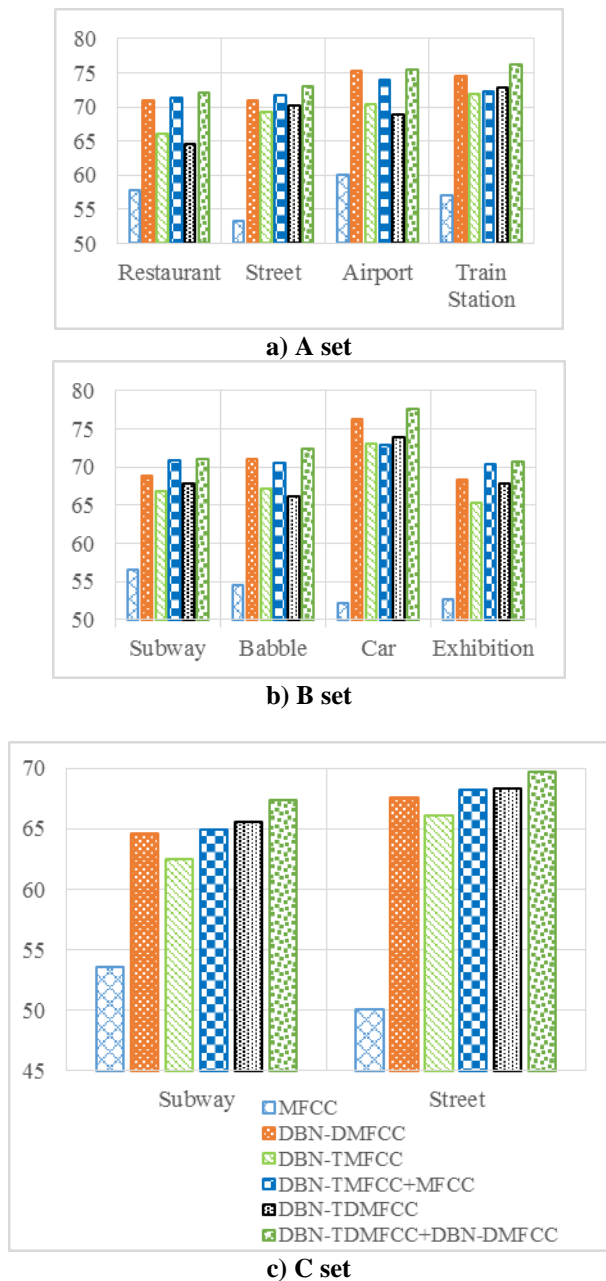 80
75
70
65
60
55
50
Restaurant Street Airport Train
Station
a) A set
80
75
70
65
60
55
50
Subway Babble Car Exhibition
b) B set
70
65
60
55
50
45
Subway Street
MFCC
DBN-DMFCC
DBN-TMFCC
DBN-TMFCC+MFCC
DBN-TDMFCC
DBN-TDMFCC+DBN-DMFCC
c) C set